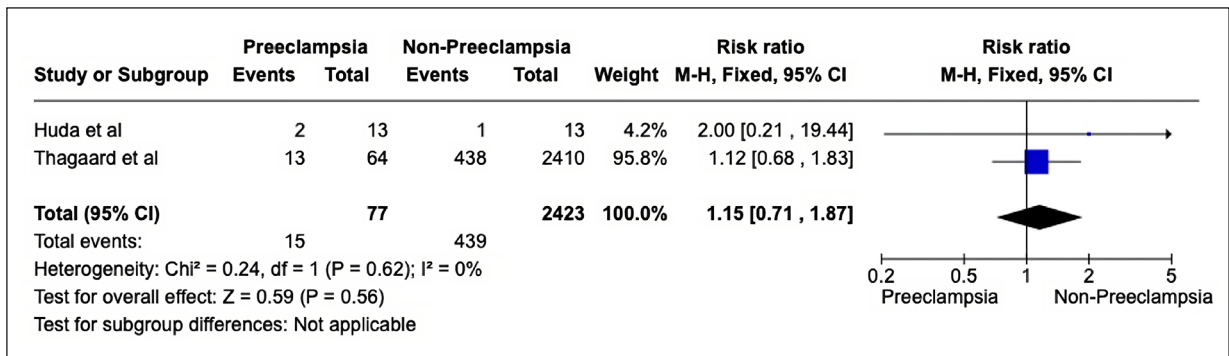 Preeclampsia Non-Preeclampsia Risk ratio Risk ratio
Study or Subgroup Events Total Events Total Weight M-H, Fixed, 95% CI M-H, Fixed, 95% CI
Huda et al 2 13 1 13 4.2% 2.00 [0.21 , 19.44]
Thagaard et al 13 64 438 2410 95.8% 1.12 [0.68 , 1.83]
Total (95% CI) 77 2423 100.0% 1.15 [0.71 , 1.87]
Total events: 15 439
Heterogeneity: Chi² = 0.24, df = 1 (P = 0.62); I² = 0%
Test for overall effect: Z = 0.59 (P = 0.56)
Test for subgroup differences: Not applicable
0.2 0.5 1 2 5
Preeclampsia Non-Preeclampsia